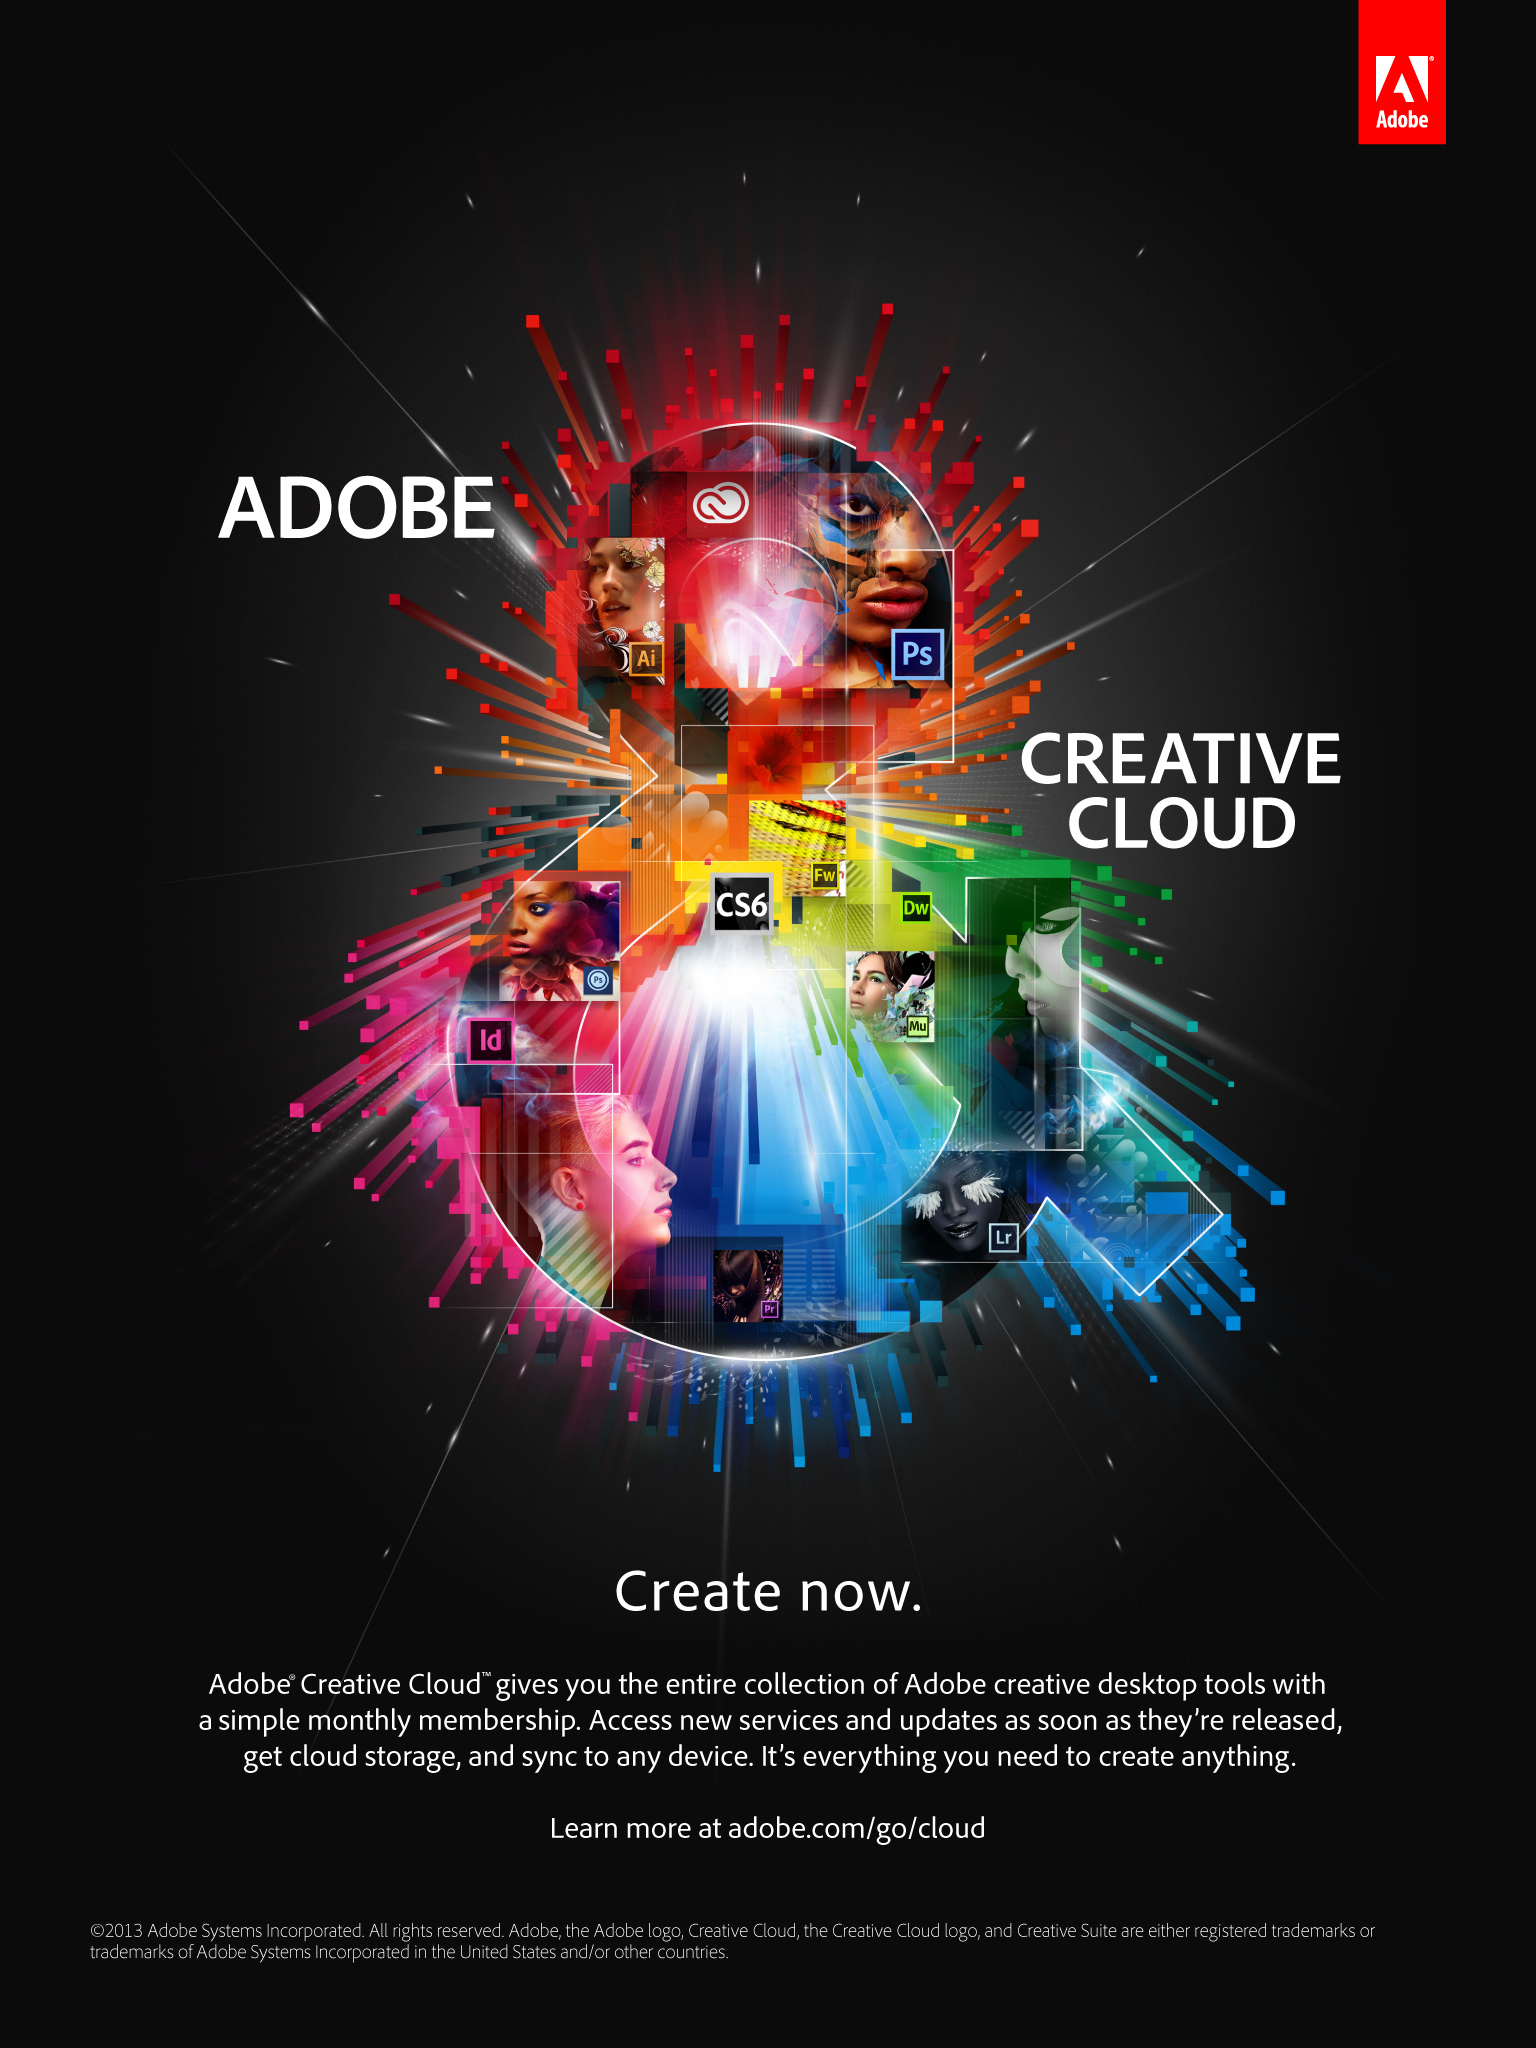 Adobe
ADOBE
Ai
Ps
CREATIVE
CLOUD
Fw
CS6
Dw
Ps
Mu
Id
Lr
Pr
Create now.
Adobe® Creative Cloud™ gives you the entire collection of Adobe creative desktop tools with
a simple monthly membership. Access new services and updates as soon as they’re released,
get cloud storage, and sync to any device. It’s everything you need to create anything.
Learn more at adobe.com/go/cloud
©2013 Adobe Systems Incorporated. All rights reserved. Adobe, the Adobe logo, Creative Cloud, the Creative Cloud logo, and Creative Suite are either registered trademarks or
trademarks of Adobe Systems Incorporated in the United States and/or other countries.